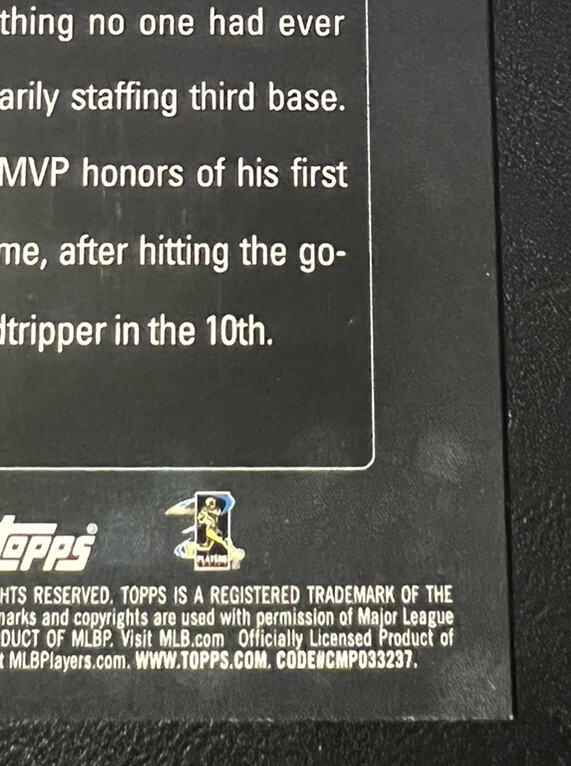 thing no one had ever
arily staffing third base.
MVP honors of his first
me, after hitting the go-
dtripper in the 10th.
Topps®
PLAYERS
HTS RESERVED. TOPPS IS A REGISTERED TRADEMARK OF THE
marks and copyrights are used with permission of Major League
DUCT OF MLBP. Visit MLB.com Officially Licensed Product of
t MLBPlayers.com. WWW.TOPPS.COM. CODE#CMP033237.